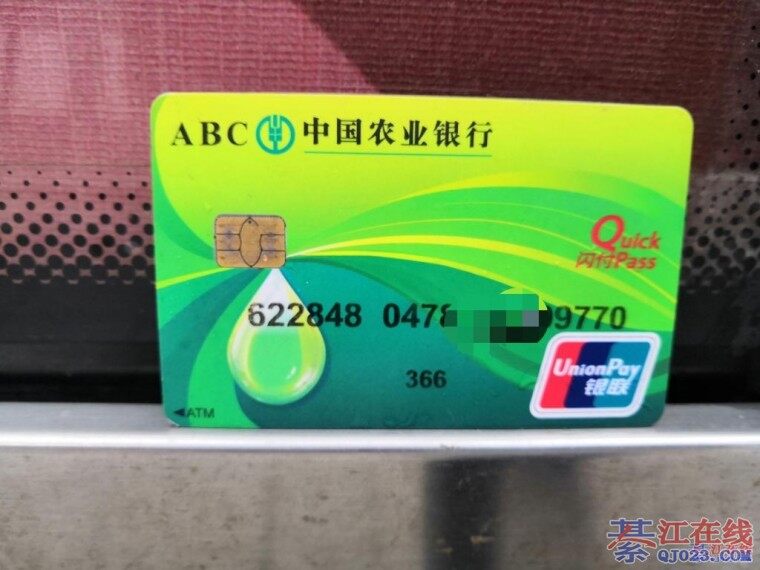 ABC 中国农业银行
Quick
闪付Pass
622848 0478 9770
366
UnionPay
银联
ATM
綦江在线
QJ023.COM